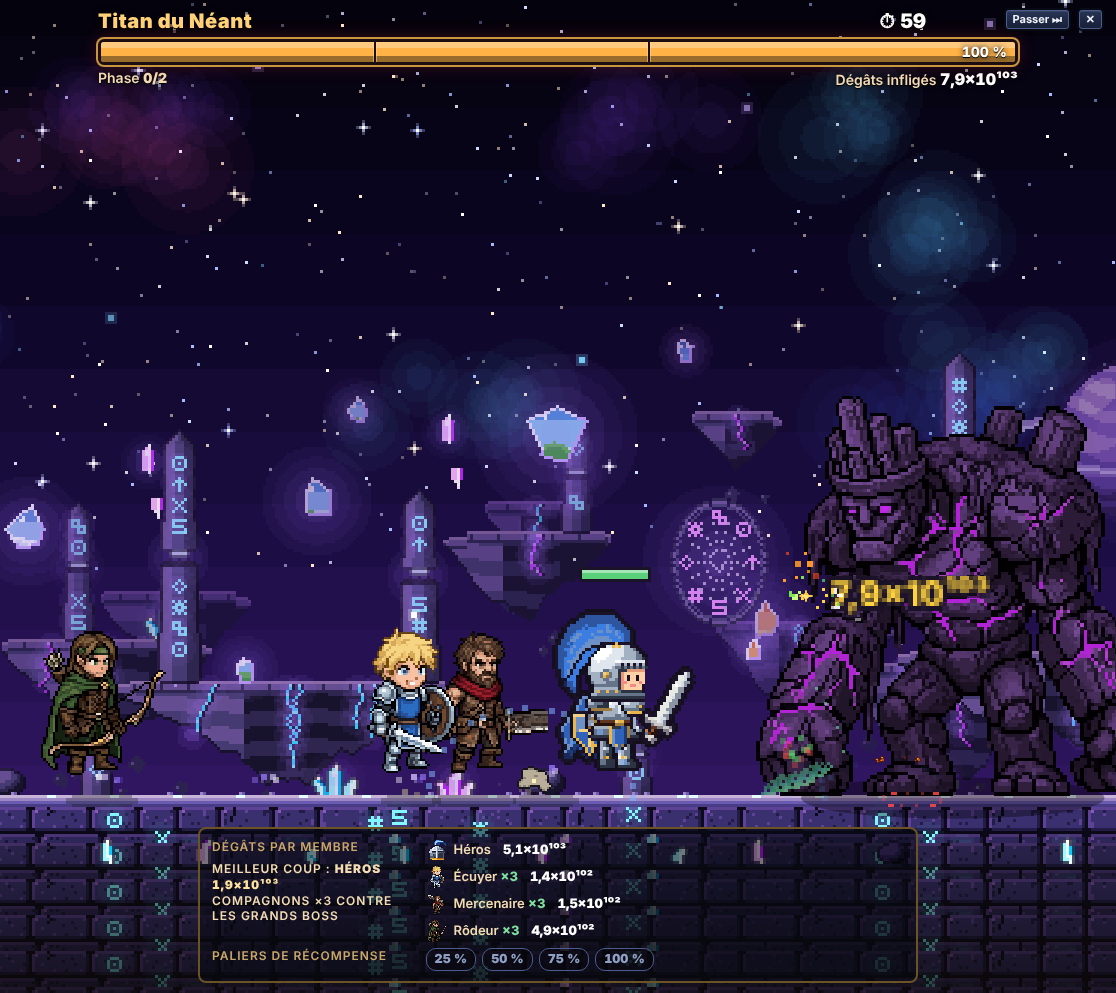 Titan du Néant
⏱ 59
Passer ⏭
✕
100 %
Phase 0/2
Dégâts infligés 7,9×10¹⁰³
7,9×10¹⁰³
DÉGÂTS PAR MEMBRE
MEILLEUR COUP : HÉROS
1,9×10¹⁰³
COMPAGNONS ×3 CONTRE
LES GRANDS BOSS
Héros 5,1×10¹⁰³
Écuyer ×3 1,4×10¹⁰²
Mercenaire ×3 1,5×10¹⁰²
Rôdeur ×3 4,9×10¹⁰²
PALIERS DE RÉCOMPENSE
25 % 50 % 75 % 100 %